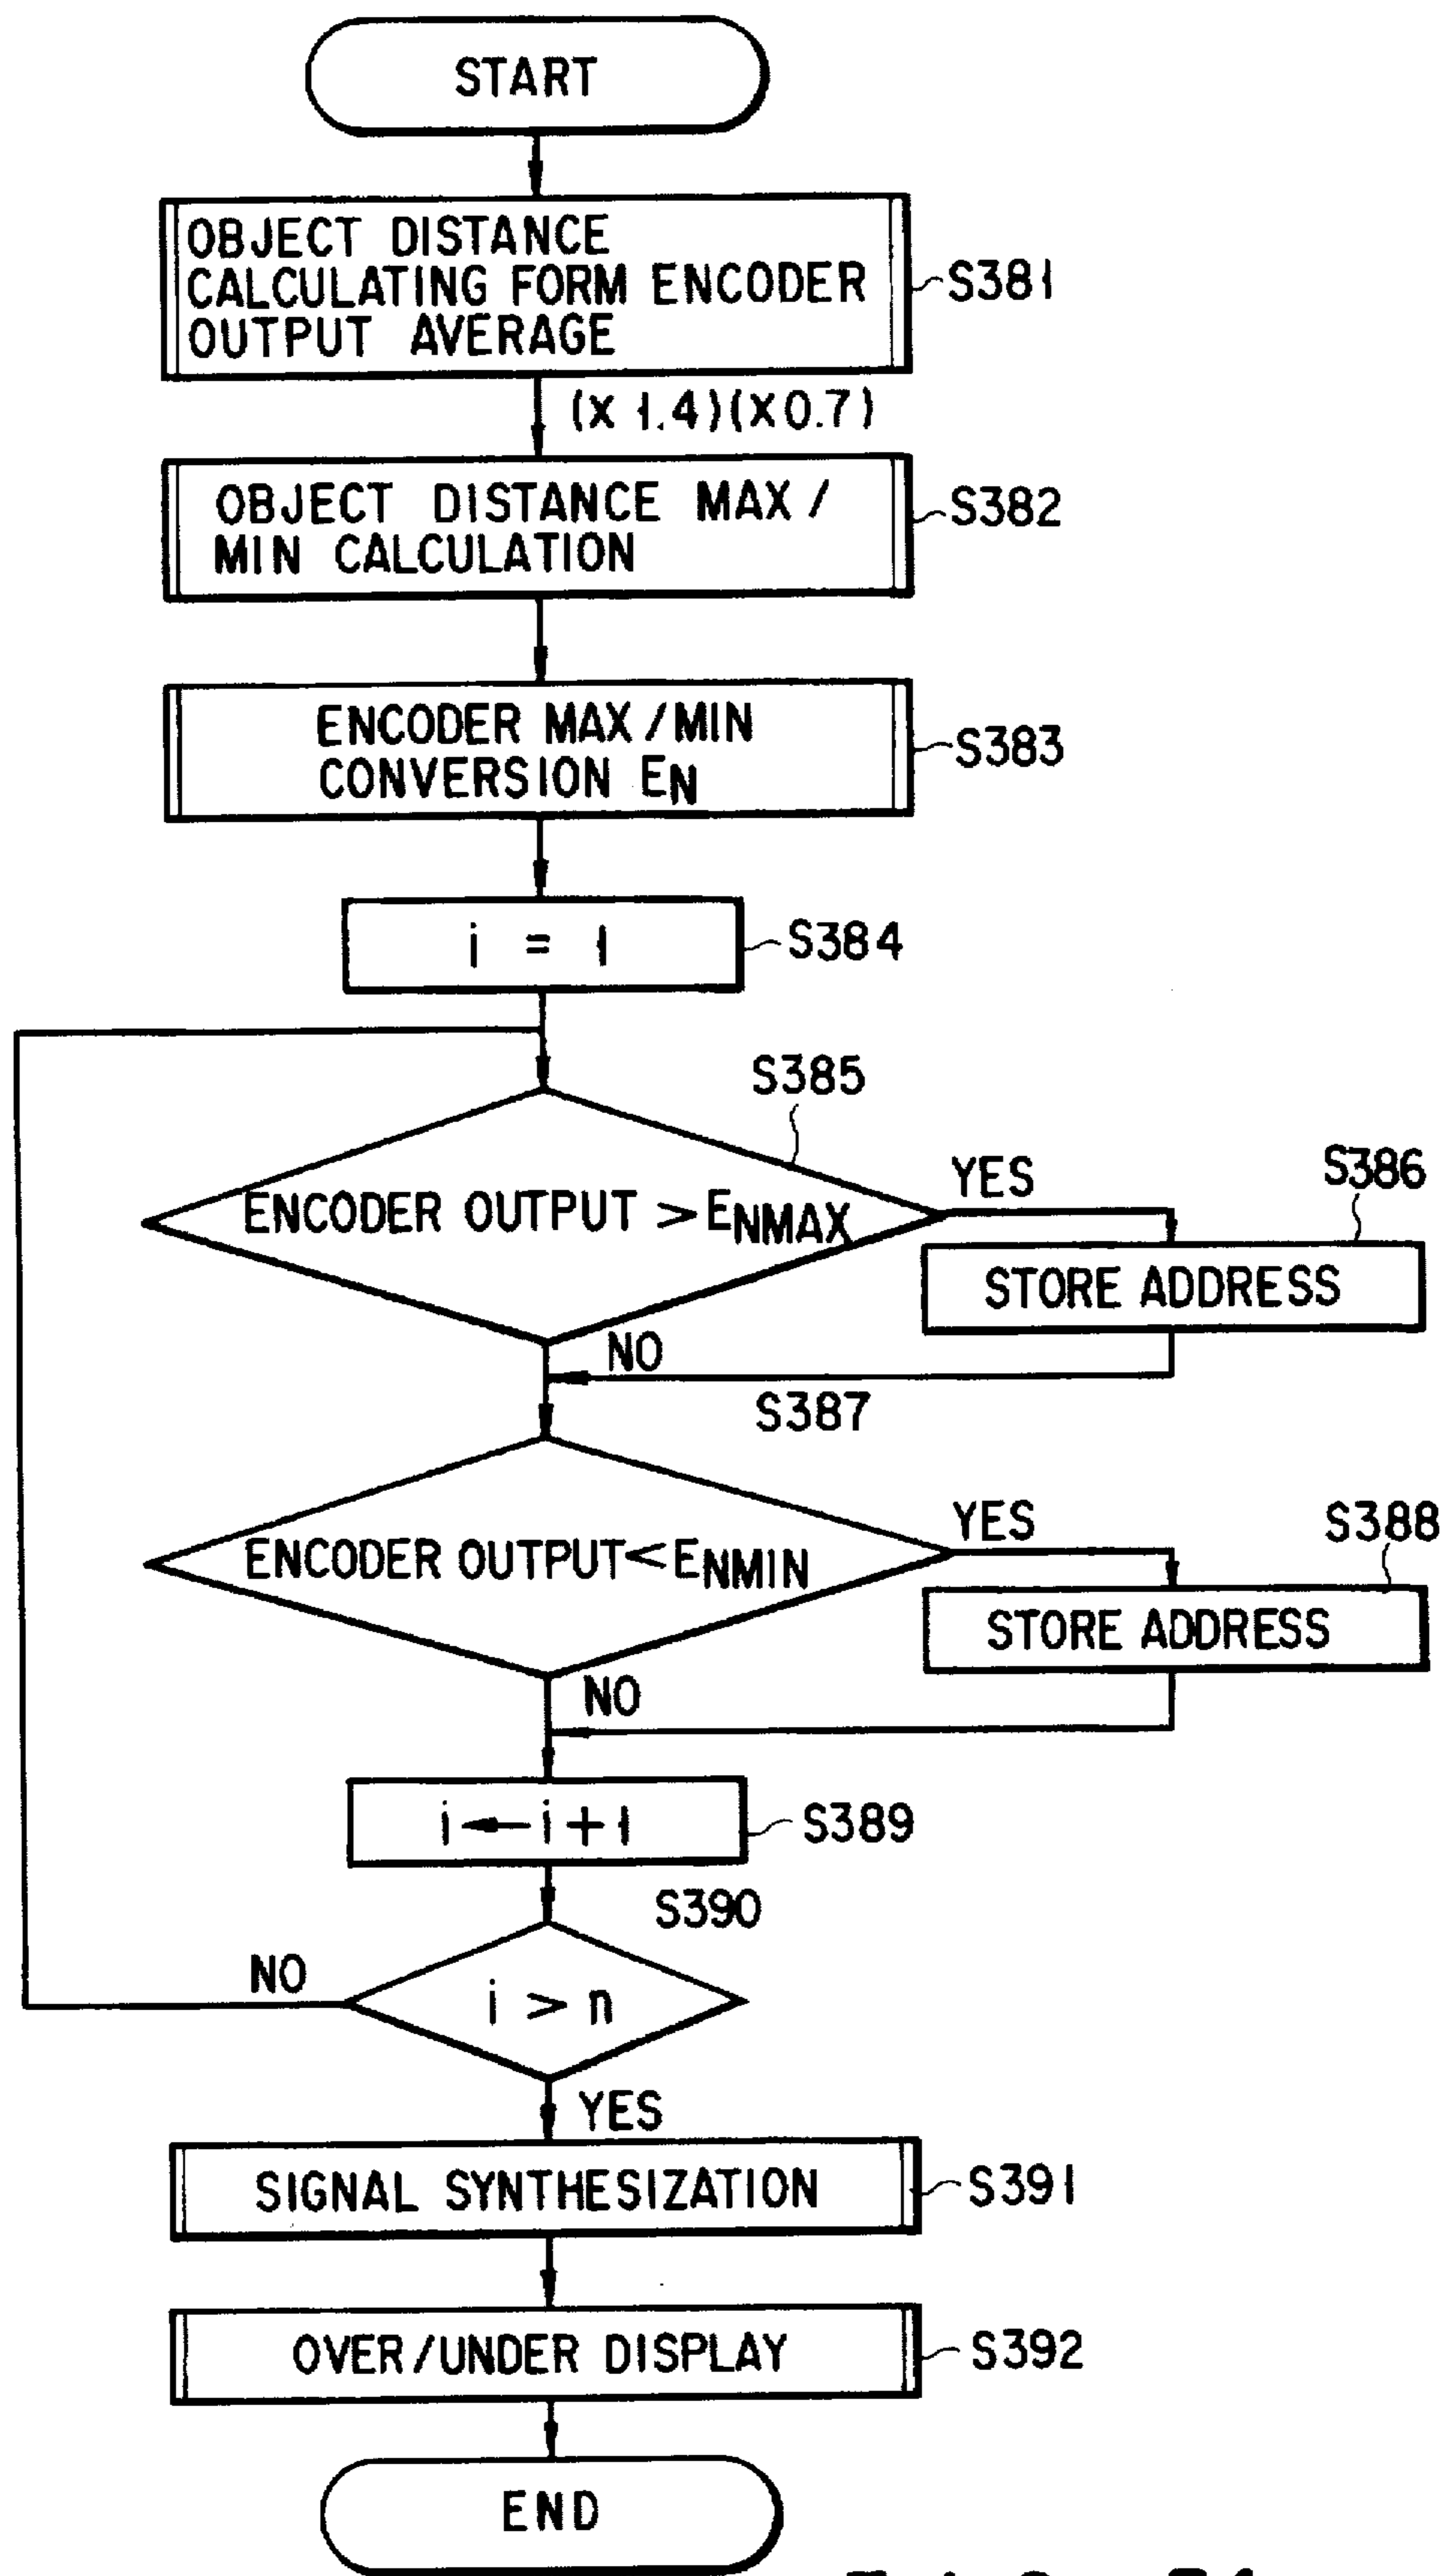 START
OBJECT DISTANCE
CALCULATING FORM ENCODER
OUTPUT AVERAGE
S381
(X 1.4)(X 0.7)
OBJECT DISTANCE MAX /
MIN CALCULATION
S382
ENCODER MAX / MIN
CONVERSION EN
S383
i = 1
S384
S385
ENCODER OUTPUT > ENMAX
YES
S386
STORE ADDRESS
NO
S387
ENCODER OUTPUT < ENMIN
YES
S388
STORE ADDRESS
NO
i ← i + 1
S389
S390
i > n
NO
YES
SIGNAL SYNTHESIZATION
S391
OVER / UNDER DISPLAY
S392
END